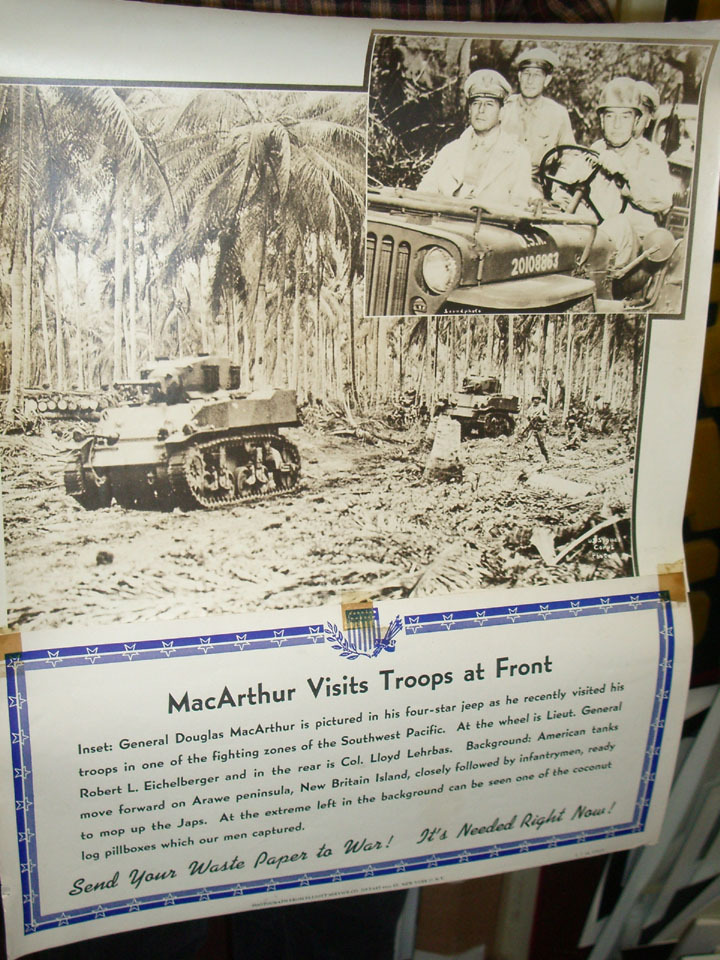 U.S.A.
20108863
Soundphoto
U.S. Signal
Corps
Photo
MacArthur Visits Troops at Front
Inset: General Douglas MacArthur is pictured in his four-star jeep as he recently visited his
troops in one of the fighting zones of the Southwest Pacific. At the wheel is Lieut. General
Robert L. Eichelberger and in the rear is Col. Lloyd Lehrbas. Background: American tanks
move forward on Arawe peninsula, New Britain Island, closely followed by infantrymen, ready
to mop up the Japs. At the extreme left in the background can be seen one of the coconut
log pillboxes which our men captured.
Send Your Waste Paper to War! It's Needed Right Now!